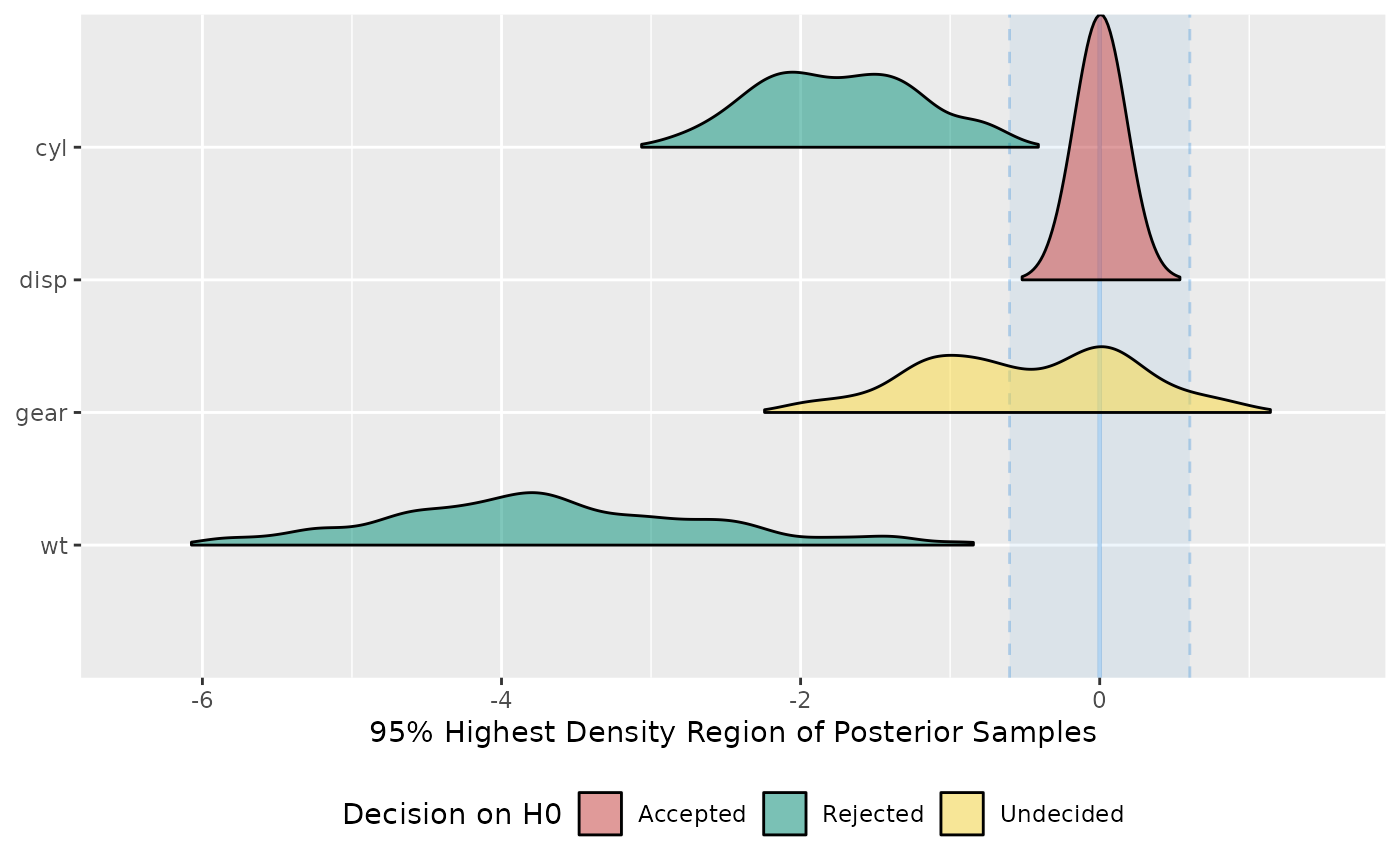 cyl
disp
gear
wt
-6 -4 -2 0
95% Highest Density Region of Posterior Samples
Decision on H0 Accepted Rejected Undecided